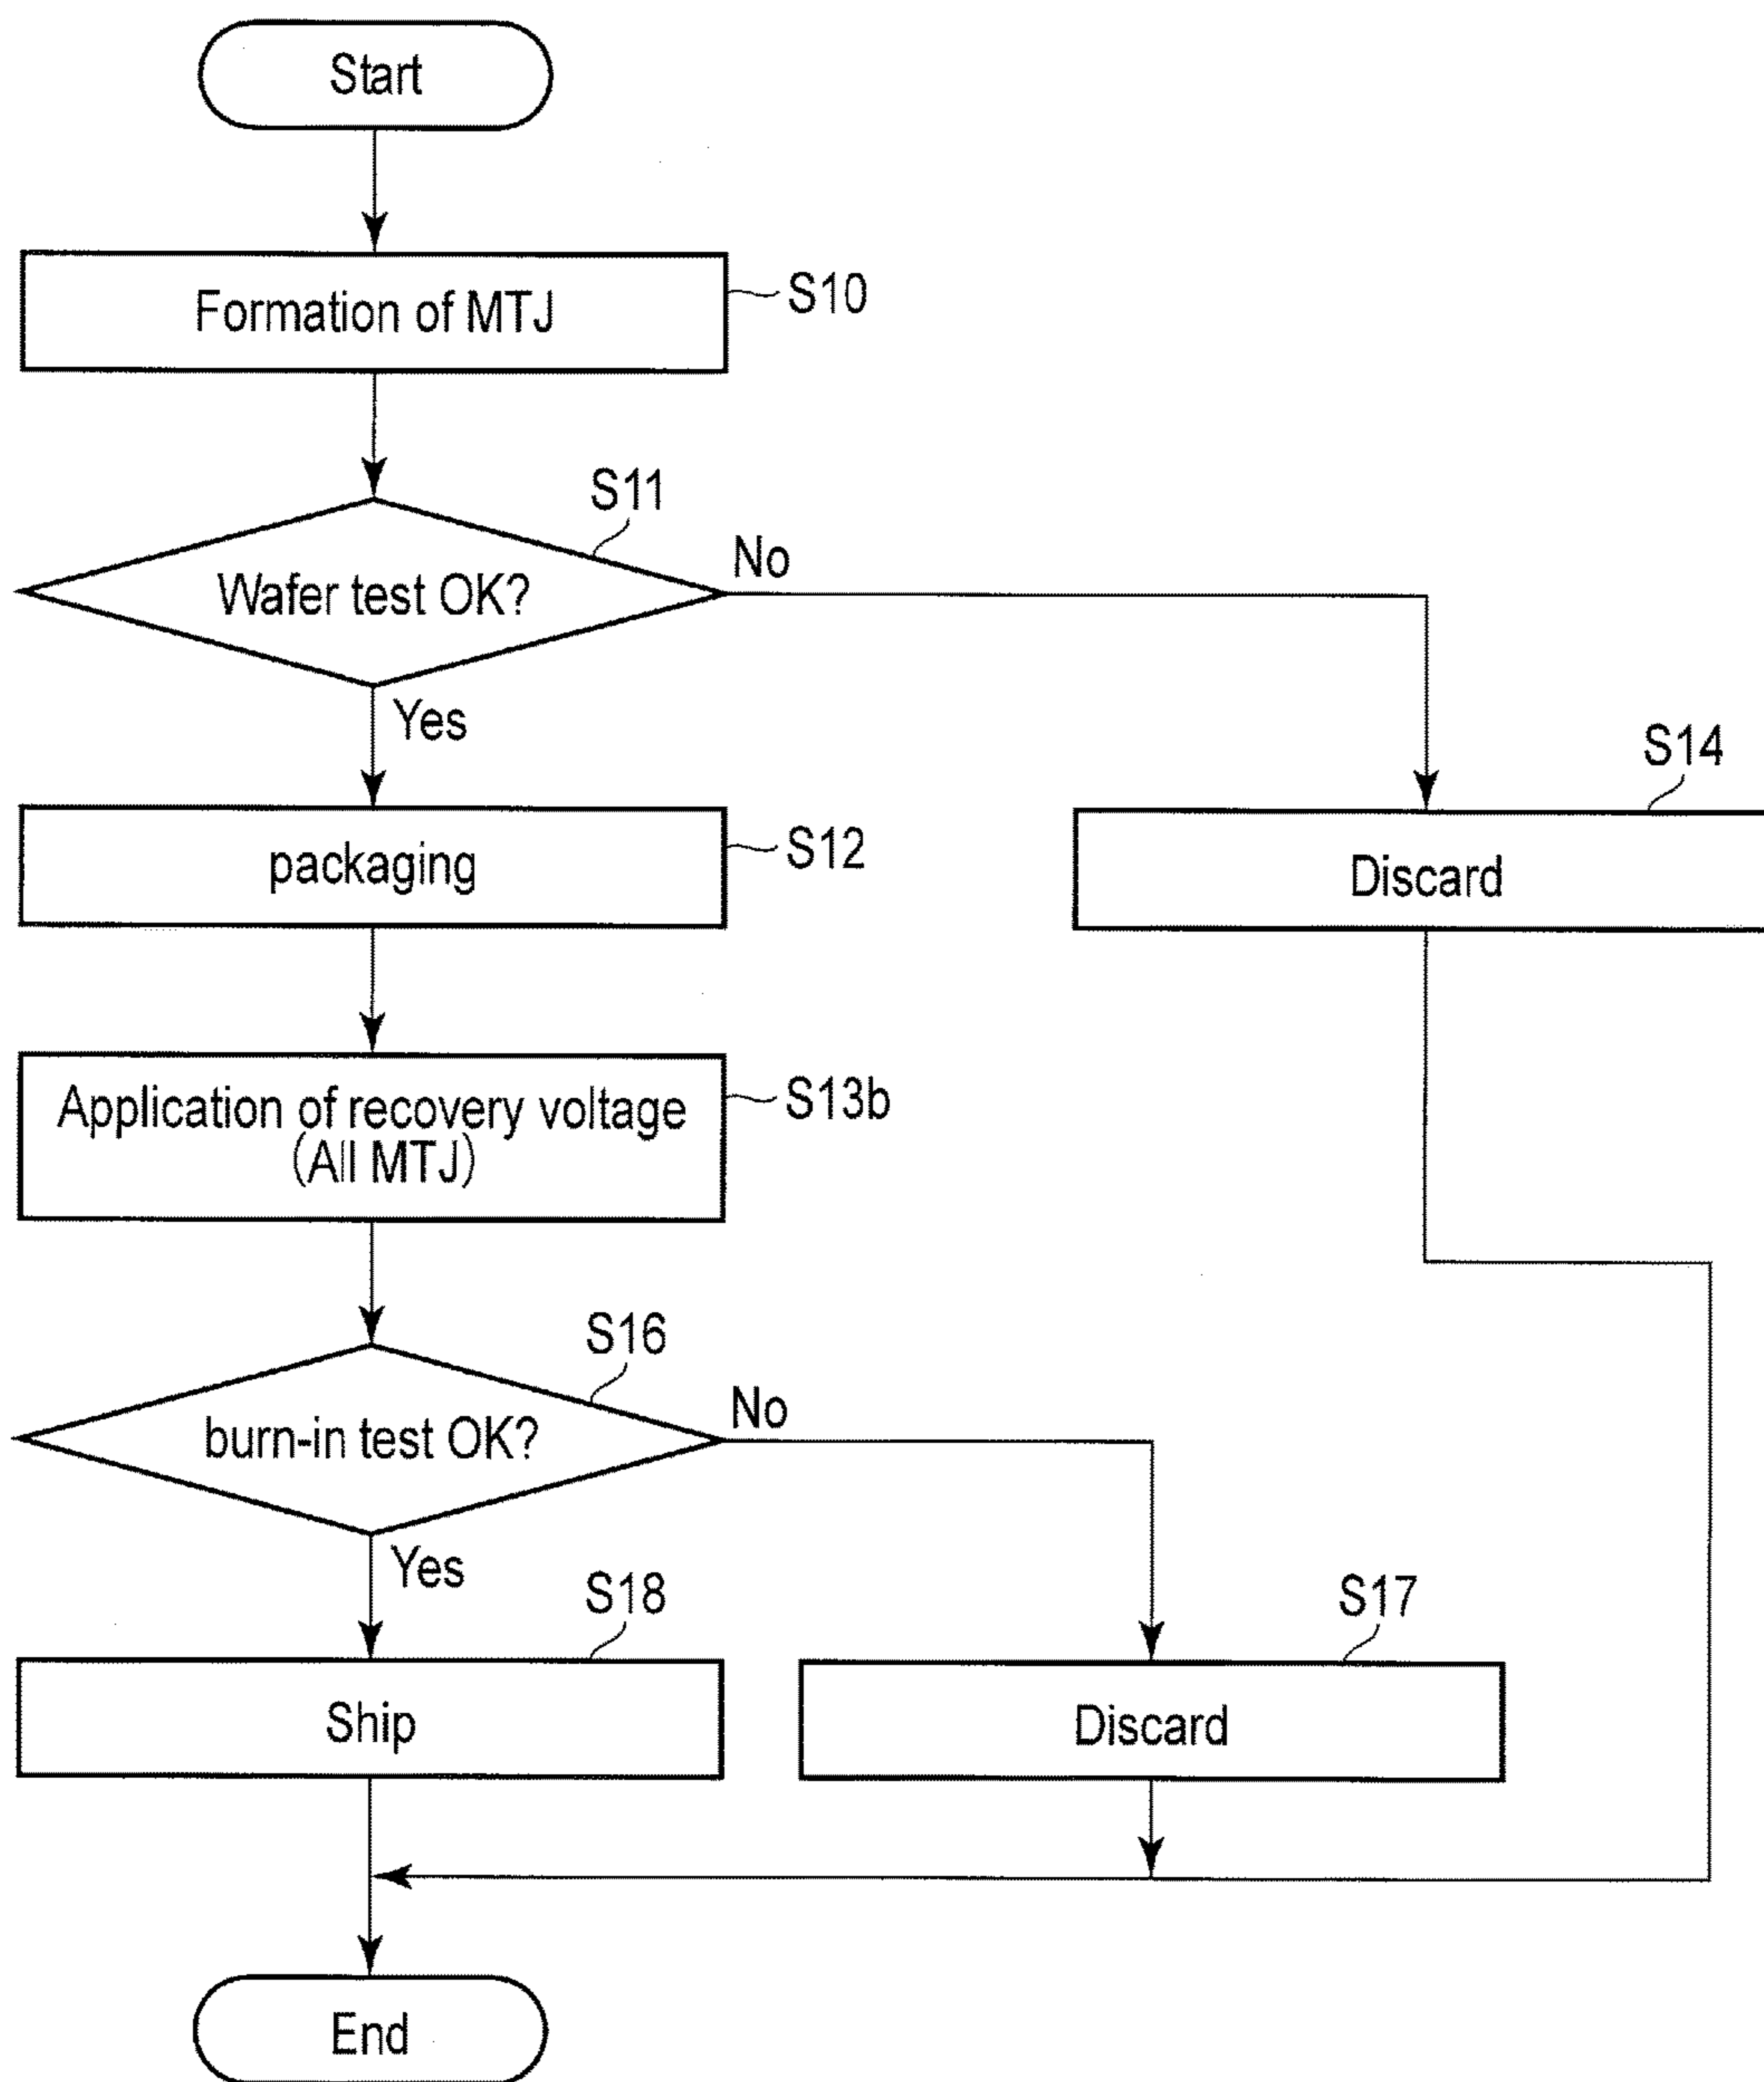 Start
Formation of MTJ
S10
S11
Wafer test OK?
No
Yes
S14
packaging
S12
Discard
Application of recovery voltage
(All MTJ)
S13b
S16
burn-in test OK?
No
Yes
S18
S17
Ship
Discard
End